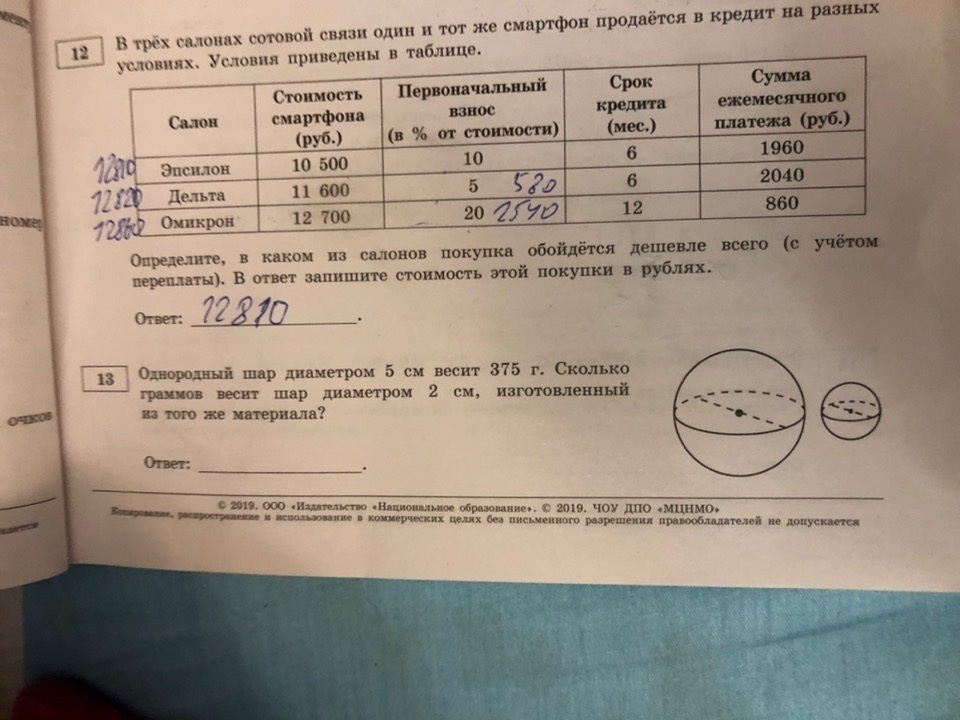 12
В трёх салонах сотовой связи один и тот же смартфон продаётся в кредит на разных
условиях. Условия приведены в таблице.
Салон
Стоимость смартфона (руб.)
Первоначальный взнос (в % от стоимости)
Срок кредита (мес.)
Сумма ежемесячного платежа (руб.)
12810 Эпсилон 10 500 10 6 1960
12820 Дельта 11 600 5 580 6 2040
12860 Омикрон 12 700 20 2540 12 860
Определите, в каком из салонов покупка обойдётся дешевле всего (с учётом
переплаты). В ответ запишите стоимость этой покупки в рублях.
Ответ: 12810.
13
Однородный шар диаметром 5 см весит 375 г. Сколько
граммов весит шар диаметром 2 см, изготовленный
из того же материала?
Ответ: ____________.
© 2019. ООО «Издательство «Национальное образование». © 2019. ЧОУ ДПО «МЦНМО»
Копирование, распространение и использование в коммерческих целях без письменного разрешения правообладателей не допускается
номер
очков